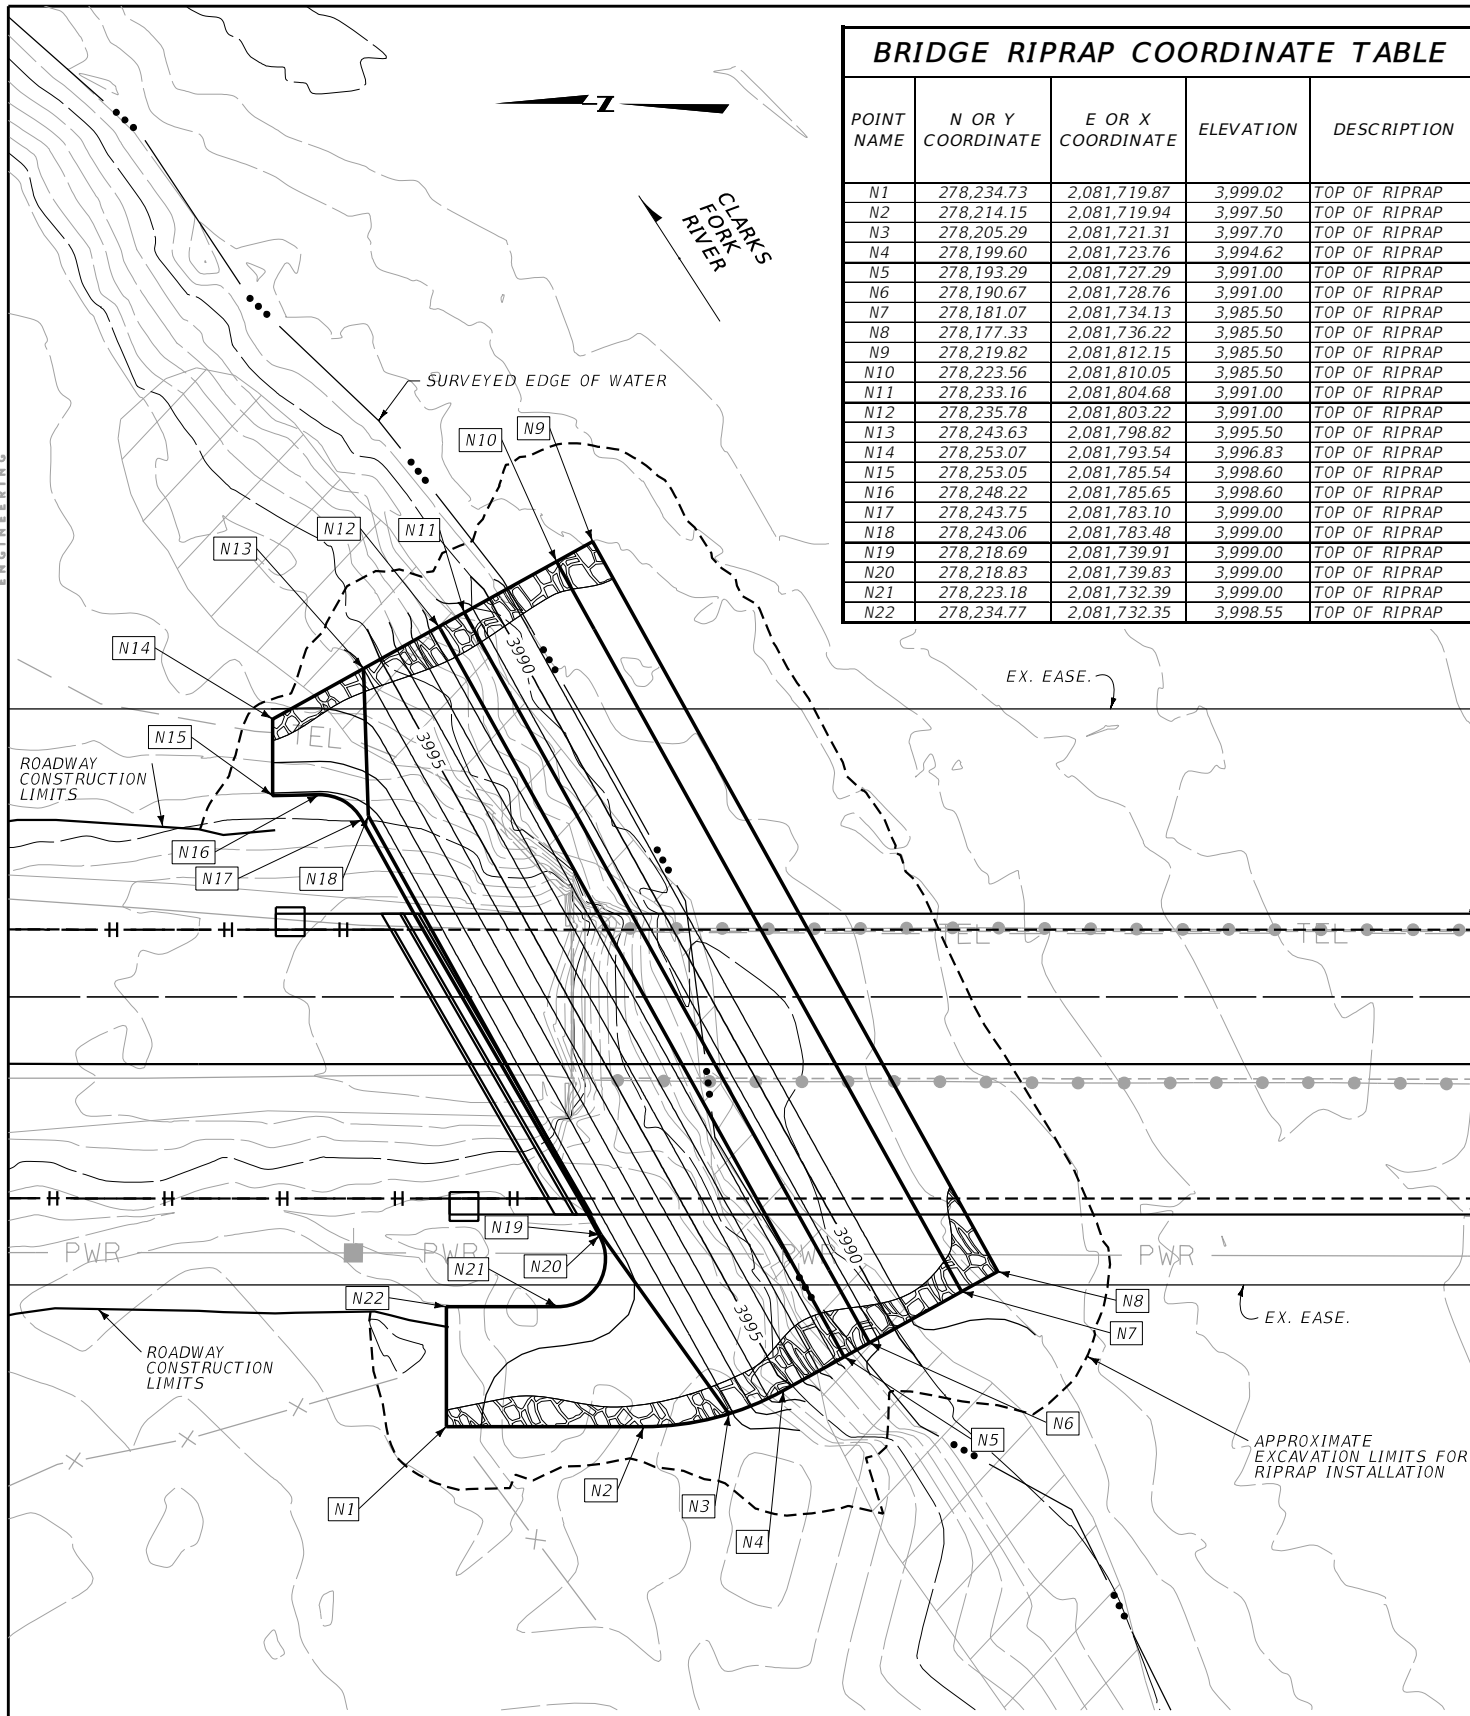 BRIDGE RIPRAP COORDINATE TABLE
POINT NAME N OR Y COORDINATE E OR X COORDINATE ELEVATION DESCRIPTION
N1 278,234.73 2,081,719.87 3,999.02 TOP OF RIPRAP
N2 278,214.15 2,081,719.94 3,997.50 TOP OF RIPRAP
N3 278,205.29 2,081,721.31 3,997.70 TOP OF RIPRAP
N4 278,199.60 2,081,723.76 3,994.62 TOP OF RIPRAP
N5 278,193.29 2,081,727.29 3,991.00 TOP OF RIPRAP
N6 278,190.67 2,081,728.76 3,991.00 TOP OF RIPRAP
N7 278,181.07 2,081,734.13 3,985.50 TOP OF RIPRAP
N8 278,177.33 2,081,736.22 3,985.50 TOP OF RIPRAP
N9 278,219.82 2,081,812.15 3,985.50 TOP OF RIPRAP
N10 278,223.56 2,081,810.05 3,985.50 TOP OF RIPRAP
N11 278,233.16 2,081,804.68 3,991.00 TOP OF RIPRAP
N12 278,235.78 2,081,803.22 3,991.00 TOP OF RIPRAP
N13 278,243.63 2,081,798.82 3,995.50 TOP OF RIPRAP
N14 278,253.07 2,081,793.54 3,996.83 TOP OF RIPRAP
N15 278,253.05 2,081,785.54 3,998.60 TOP OF RIPRAP
N16 278,248.22 2,081,785.65 3,998.60 TOP OF RIPRAP
N17 278,243.75 2,081,783.10 3,999.00 TOP OF RIPRAP
N18 278,243.06 2,081,783.48 3,999.00 TOP OF RIPRAP
N19 278,218.69 2,081,739.91 3,999.00 TOP OF RIPRAP
N20 278,218.83 2,081,739.83 3,999.00 TOP OF RIPRAP
N21 278,223.18 2,081,732.39 3,999.00 TOP OF RIPRAP
N22 278,234.77 2,081,732.35 3,998.55 TOP OF RIPRAP
Z
CLARKS
FORK
RIVER
SURVEYED EDGE OF WATER
N9
N10
N11
N12
N13
ENGINEERING
N14
3990
EX. EASE.
N15
TEL
3995
ROADWAY
CONSTRUCTION
LIMITS
N16
N17
N18
TEL
TEL
N19
PWR
PWR
PWR
PWR
3990
N20
N21
N22
N8
EX. EASE.
3995
N7
ROADWAY
CONSTRUCTION
LIMITS
N6
N5
APPROXIMATE
EXCAVATION LIMITS FOR
RIPRAP INSTALLATION
N2
N1
N3
N4